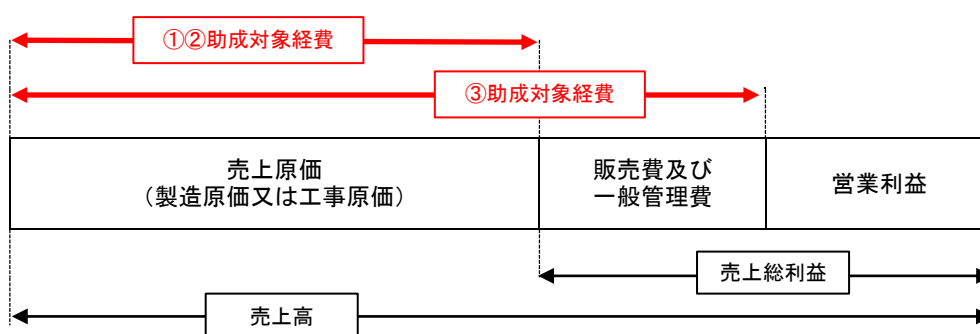 ①②助成対象経費
③助成対象経費
売上原価
（製造原価又は工事原価）
販売費及び
一般管理費
営業利益
売上総利益
売上高